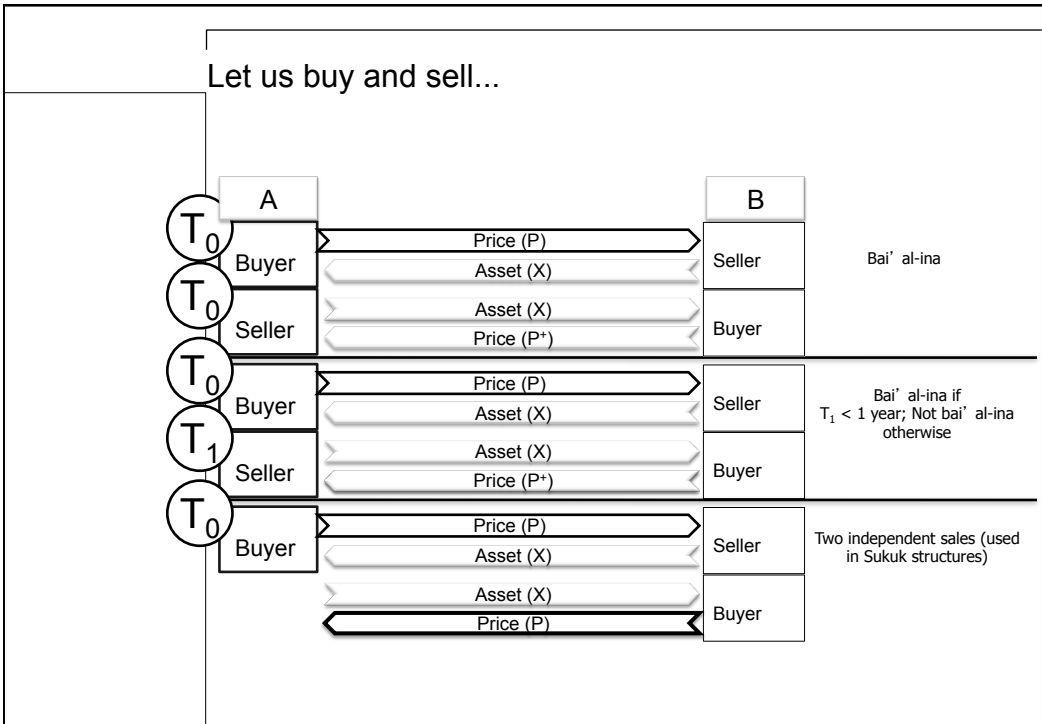 Let us buy and sell...
A
B
T0
Buyer
Price (P)
Seller
Bai’ al-ina
Asset (X)
T0
Seller
Asset (X)
Buyer
Price (P+)
T0
Buyer
Price (P)
Seller
Bai’ al-ina if
T1 < 1 year; Not bai’ al-ina
otherwise
Asset (X)
T1
Seller
Asset (X)
Buyer
Price (P+)
T0
Buyer
Price (P)
Seller
Two independent sales (used
in Sukuk structures)
Asset (X)
Asset (X)
Buyer
Price (P)